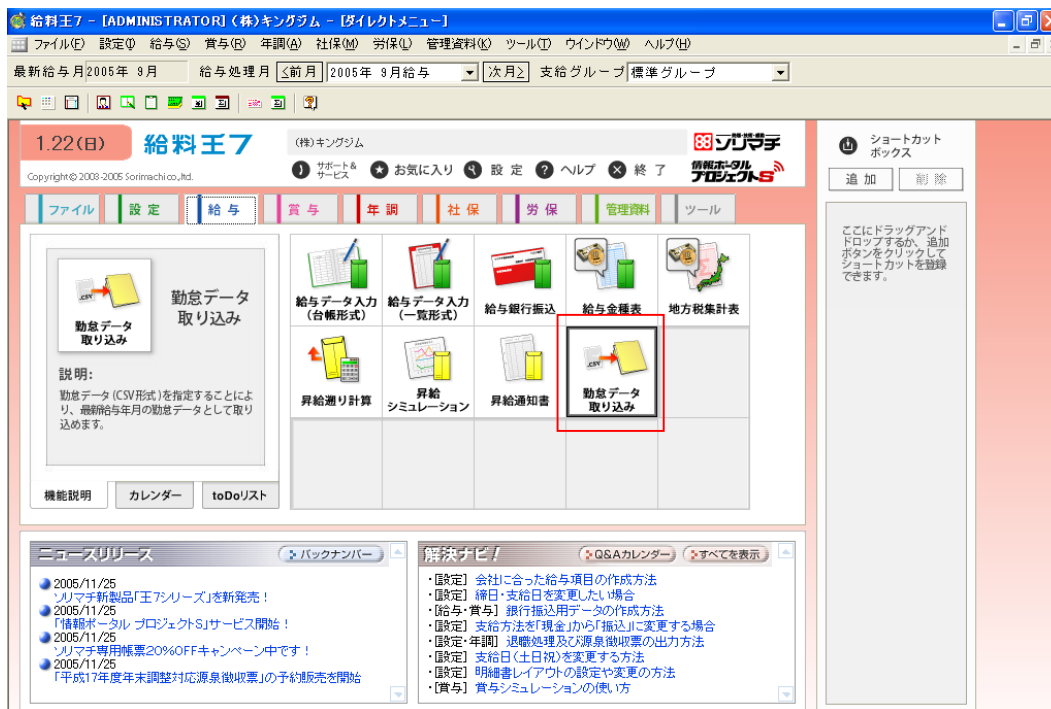 給料王7 - [ADMINISTRATOR] (株)キングジム - [ダイレクトメニュー]
ファイル(F) 設定(I) 給与(S) 賞与(R) 年調(A) 社保(M) 労保(L) 管理資料(K) ツール(T) ウインドウ(W) ヘルプ(H)
最新給与月 2005年 9月 給与処理月 <前月 2005年 9月給与 次月> 支給グループ 標準グループ
1.22(日) 給料王7
(株)キングジム
ソリマチ
Copyright© 2003-2005 Sorimachi co.,ltd.
サポート&サービス お気に入り 設定 ヘルプ 終了
情報ポータル
プロジェクトS
ファイル 設定 給与 賞与 年調 社保 労保 管理資料 ツール
.csv
勤怠データ
取り込み
勤怠データ
取り込み
説明:
勤怠データ(CSV形式)を指定することによ
り、最新給与年月の勤怠データとして取り
込めます。
機能説明 カレンダー toDoリスト
給与データ入力
(台帳形式)
給与データ入力
(一覧形式)
給与銀行振込
給与金種表
地方税集計表
昇給遡り計算
昇給
シミュレーション
昇給通知書
.csv
勤怠データ
取り込み
ショートカット
ボックス
追加 削除
ここにドラッグアンド
ドロップするか、追加
ボタンをクリックして
ショートカットを登録
できます。
ニュースリリース バックナンバー
2005/11/25
ソリマチ新製品「王7シリーズ」を新発売!
2005/11/25
「情報ポータル プロジェクトS」サービス開始!
2005/11/25
ソリマチ専用帳票20%OFFキャンペーン中です!
2005/11/25
「平成17年度年末調整対応源泉徴収票」の予約販売を開始
解決ナビ! Q&Aカレンダー すべてを表示
・[設定] 会社に合った給与項目の作成方法
・[設定] 締日・支給日を変更したい場合
・[給与・賞与] 銀行振込用データの作成方法
・[設定] 支給方法を「現金」から「振込」に変更する場合
・[設定・年調] 退職処理及び源泉徴収票の出力方法
・[設定] 支給日(土日祝)を変更する方法
・[設定] 明細書レイアウトの設定や変更の方法
・[賞与] 賞与シミュレーションの使い方